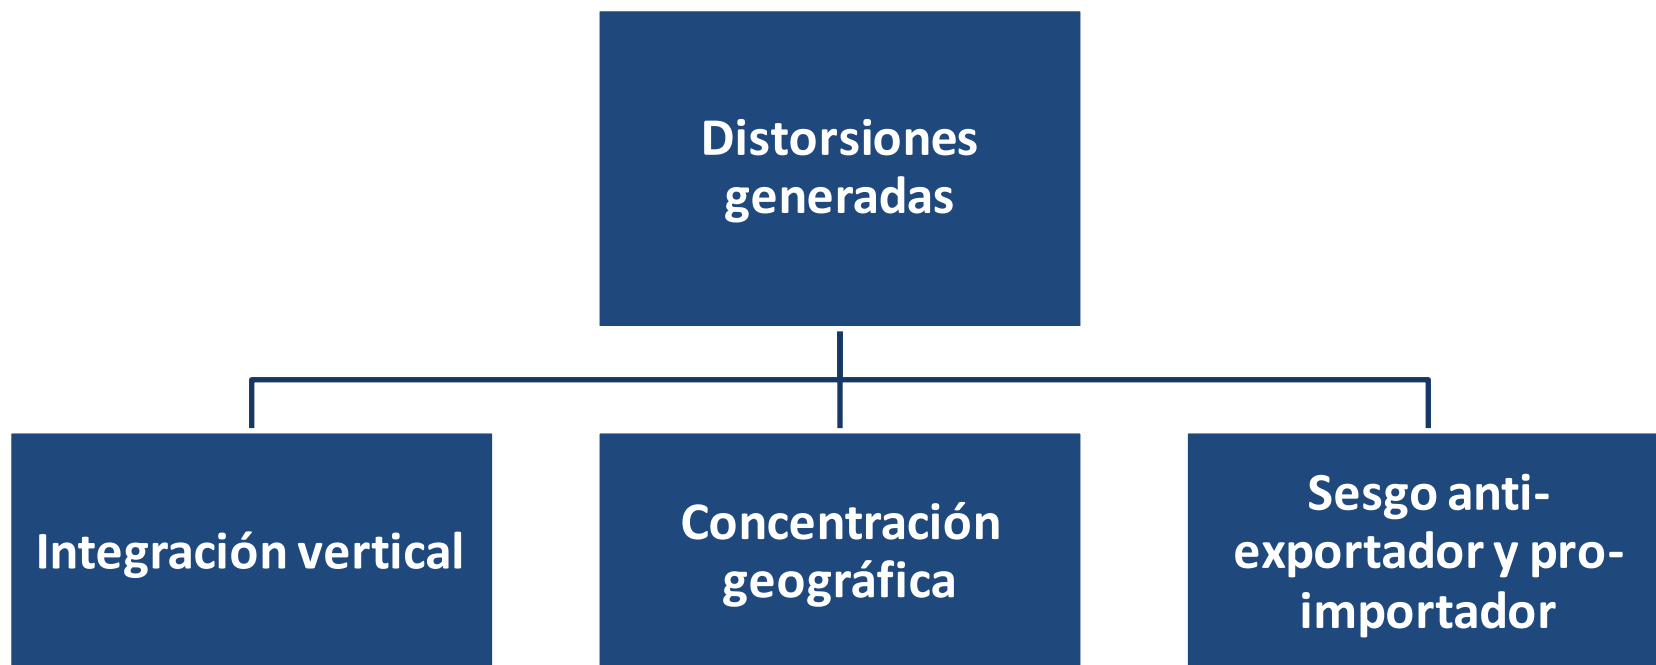 Distorsiones
generadas
Integración vertical
Concentración
geográfica
Sesgo anti-
exportador y pro-
importador